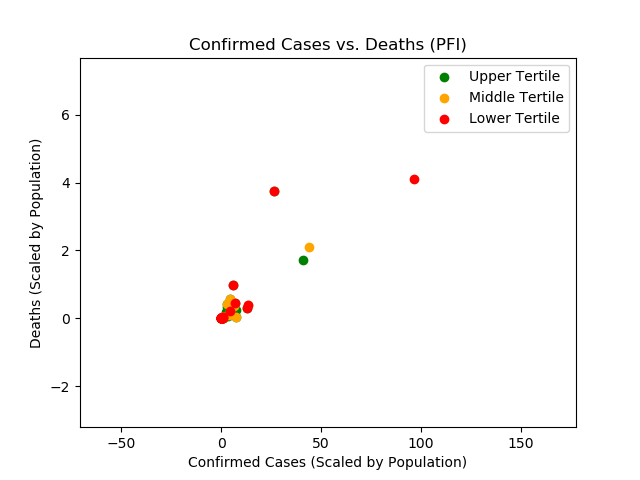 Confirmed Cases vs. Deaths (PFI)
Upper Tertile
Middle Tertile
Lower Tertile
Deaths (Scaled by Population)
6
4
2
0
−2
−50
0
50
100
150
Confirmed Cases (Scaled by Population)